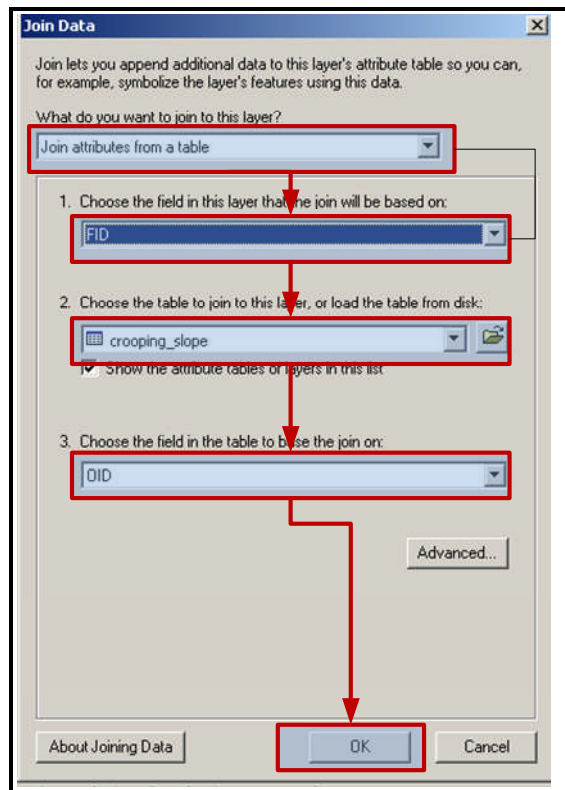 Join Data
Join lets you append additional data to this layer's attribute table so you can,
for example, symbolize the layer's features using this data.
What do you want to join to this layer?
Join attributes from a table
1. Choose the field in this layer that the join will be based on:
FID
2. Choose the table to join to this layer, or load the table from disk:
crooping_slope
Show the attribute tables of layers in this list
3. Choose the field in the table to base the join on:
OID
Advanced...
About Joining Data
OK
Cancel